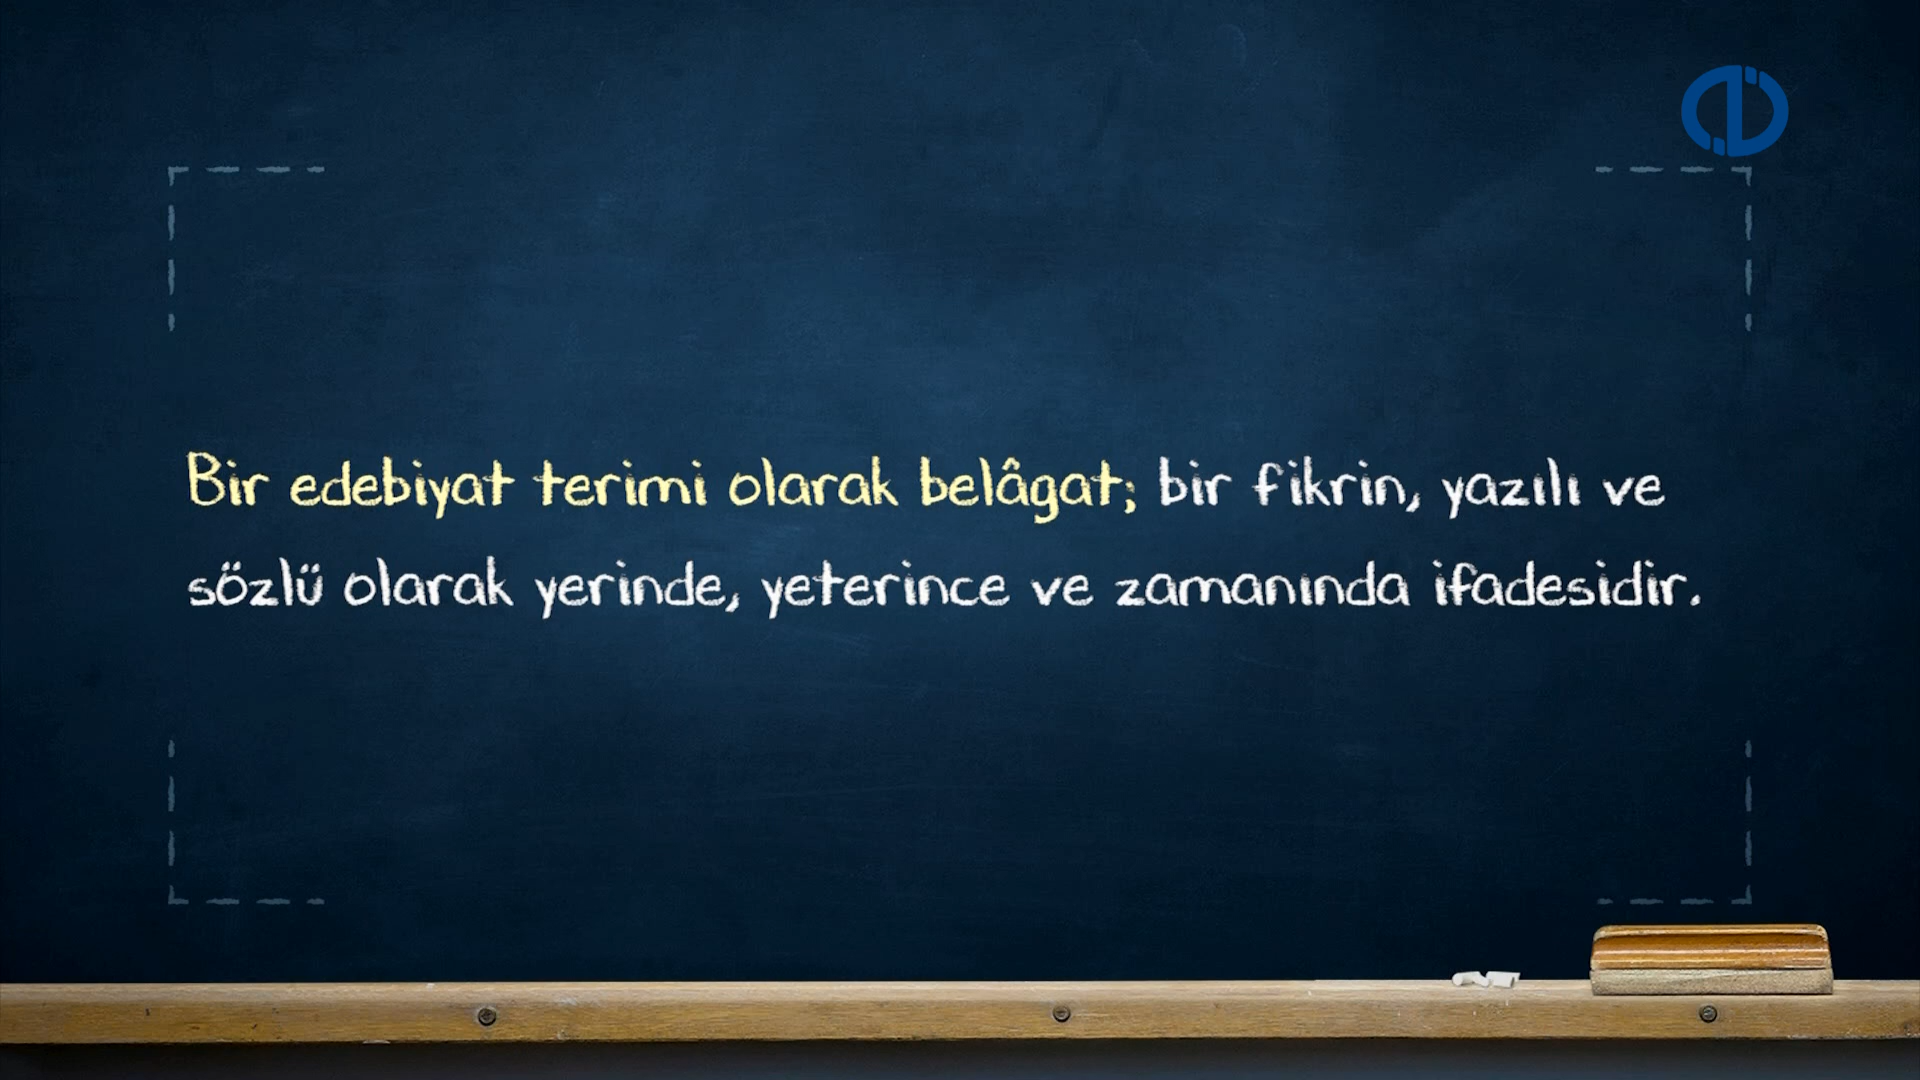 Bir edebiyat terimi olarak belâgat; bir fikrin, yazılı ve
sözlü olarak yerinde, yeterince ve zamanında ifadesidir.